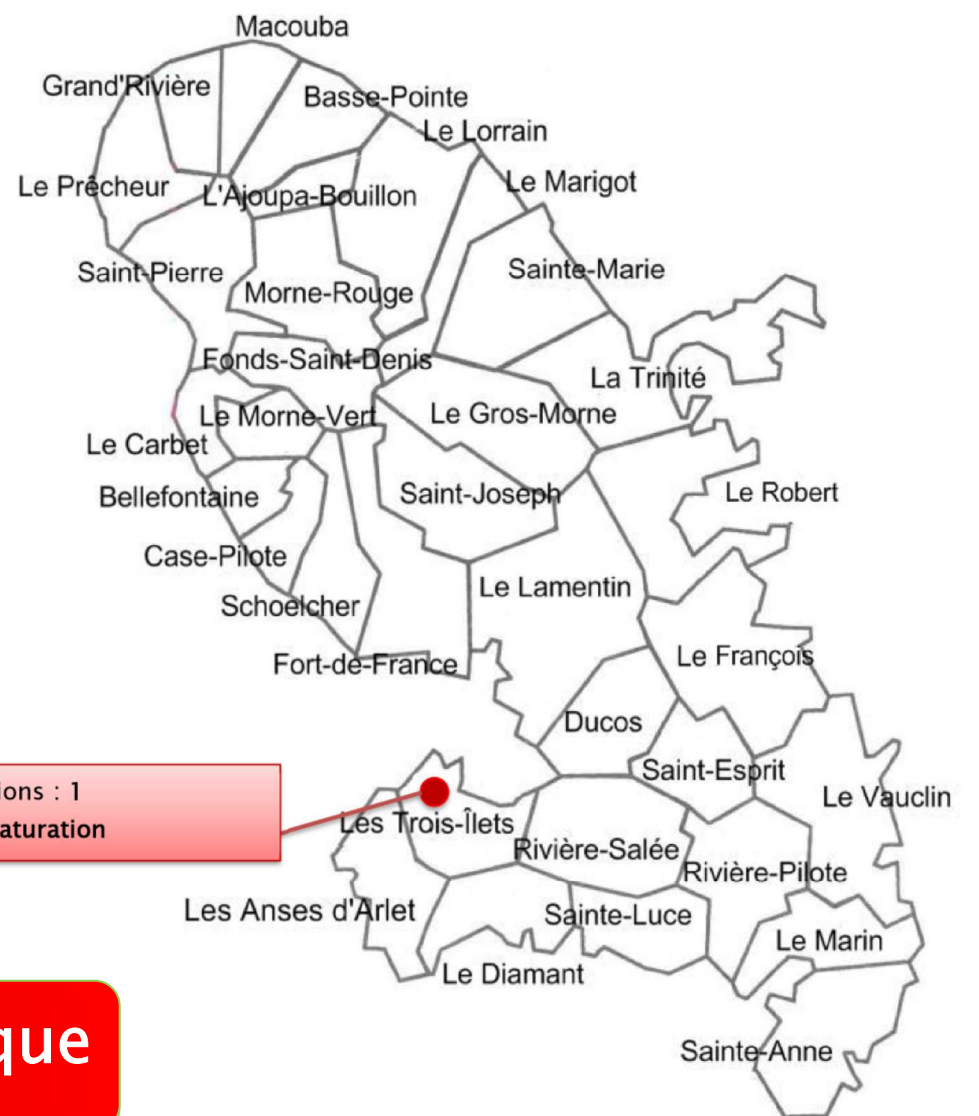 Macouba
Grand'Rivière
Basse-Pointe
Le Lorrain
Le Prêcheur
L'Ajoupa-Bouillon
Le Marigot
Saint-Pierre
Sainte-Marie
Morne-Rouge
Fonds-Saint-Denis
La Trinité
Le Morne-Vert
Le Gros-Morne
Le Carbet
Bellefontaine
Saint-Joseph
Le Robert
Case-Pilote
Le Lamentin
Schoelcher
Fort-de-France
Le François
Ducos
Saint-Esprit
ions : 1
Le Vauclin
aturation
Les Trois-Îlets
Rivière-Salée
Rivière-Pilote
Les Anses d'Arlet
Sainte-Luce
Le Marin
Le Diamant
que
Sainte-Anne